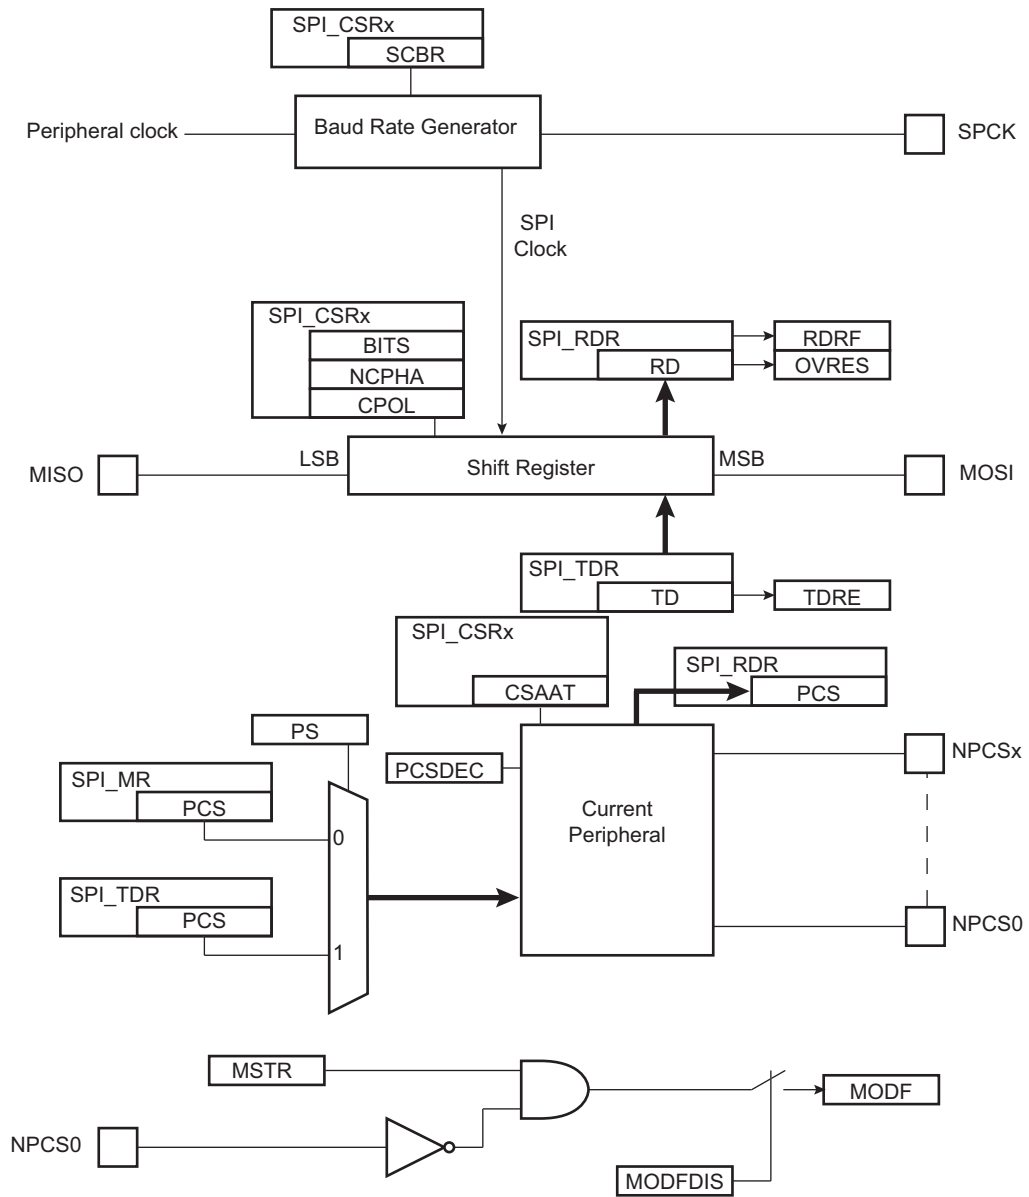 SPI_CSRx
SCBR
Peripheral clock
Baud Rate Generator
SPCK
SPI
Clock
SPI_CSRx
BITS
NCPHA
CPOL
SPI_RDR
RD
RDRF
OVRES
MISO
LSB
Shift Register
MSB
MOSI
SPI_TDR
TD
TDRE
SPI_CSRx
CSAAT
SPI_RDR
PCS
PS
PCSDEC
SPI_MR
PCS
0
Current
Peripheral
NPCSx
SPI_TDR
PCS
1
NPCS0
MSTR
MODF
NPCS0
MODFDIS